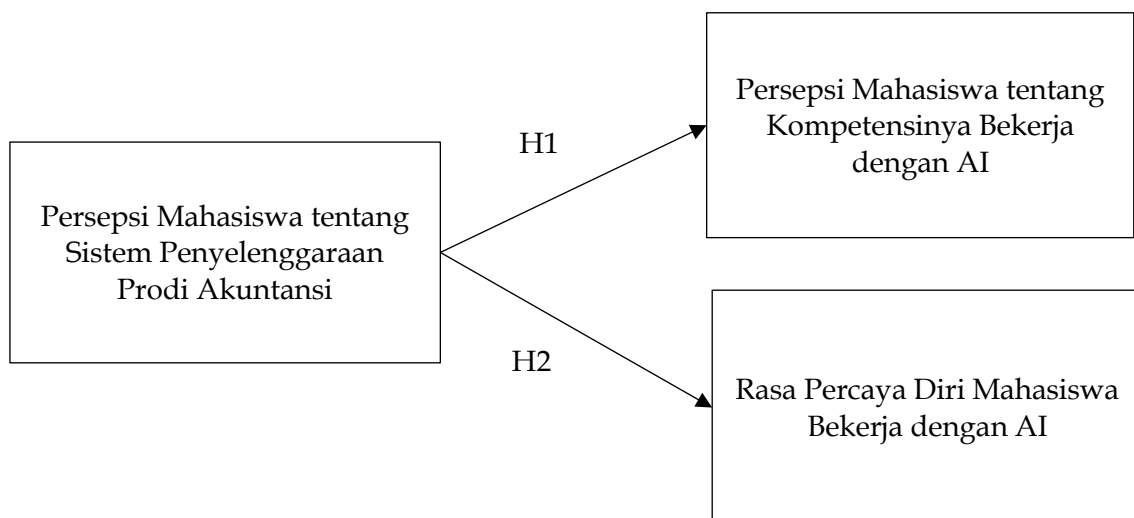 Persepsi Mahasiswa tentang
Sistem Penyelenggaraan
Prodi Akuntansi
H1
H2
Persepsi Mahasiswa tentang
Kompetensinya Bekerja
dengan AI
Rasa Percaya Diri Mahasiswa
Bekerja dengan AI